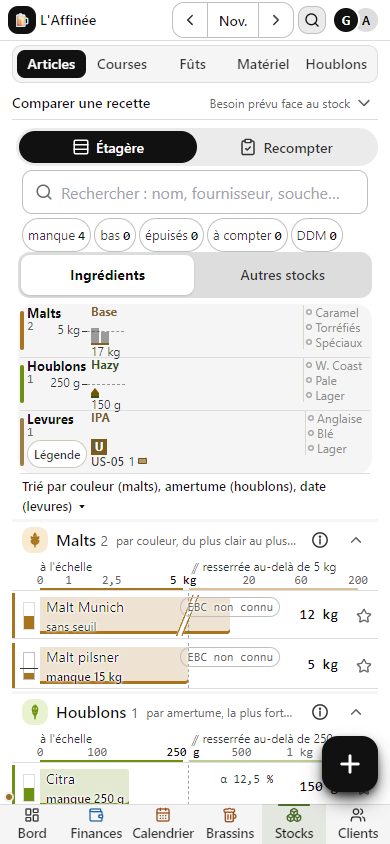 L'Affinée
Nov.
G A
Articles Courses Fûts Matériel Houblons
Comparer une recette Besoin prévu face au stock
Étagère Recompter
Rechercher : nom, fournisseur, souche...
manque 4 bas 0 épuisés 0 à compter 0 DDM 0
Ingrédients Autres stocks
Malts Base Caramel
2 5 kg Torréfiés
17 kg Spéciaux
Houblons Hazy W. Coast
1 250 g Pale
150 g Lager
Levures IPA Anglaise
1 Blé
Légende U Lager
US-05 1
Trié par couleur (malts), amertume (houblons), date
(levures)
Malts 2 par couleur, du plus clair au plus...
à l'échelle // resserrée au-delà de 5 kg
0 1 2,5 5 kg 20 60 200
Malt Munich EBC non connu 12 kg
sans seuil
Malt pilsner EBC non connu 5 kg
manque 15 kg
Houblons 1 par amertume, la plus fort...
à l'échelle // resserrée au-delà de 250 g
0 100 250 500 1 kg
Citra α 12,5 % 150
manque 250 g
Bord Finances Calendrier Brassins Stocks Clients